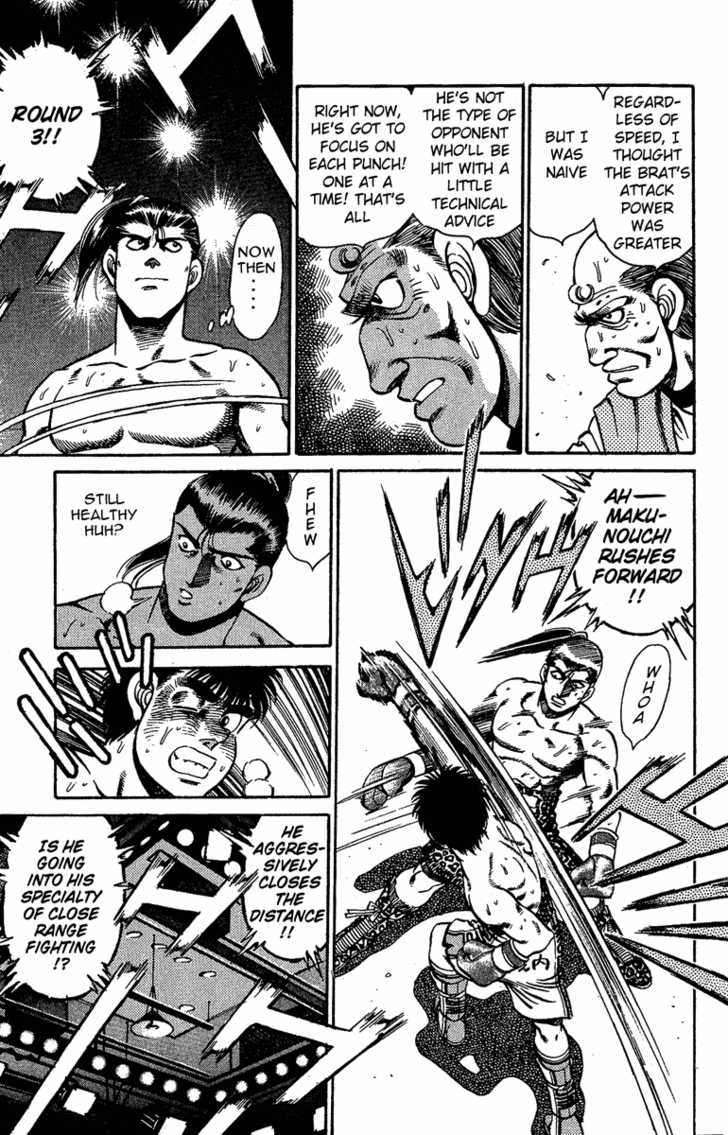 REGARD-
LESS OF
SPEED, I
THOUGHT
THE BRAT'S
ATTACK
POWER
WAS
GREATER
BUT I
WAS
NAIVE
HE'S NOT
THE TYPE OF
OPPONENT
WHO'LL BE
HIT WITH A
LITTLE
TECHNICAL
ADVICE
RIGHT NOW,
HE'S GOT TO
FOCUS ON
EACH PUNCH!
ONE AT A
TIME! THAT'S
ALL
ROUND
3!!
NOW
THEN
....
AH—
MAKU-
NOUCHI
RUSHES
FORWARD
!!
WHOA
FHEW
STILL
HEALTHY
HUH?
HE
AGGRES-
SIVELY
CLOSES
THE
DISTANCE
!!
IS HE
GOING
INTO HIS
SPECIALTY
OF CLOSE
RANGE
FIGHTING
!?